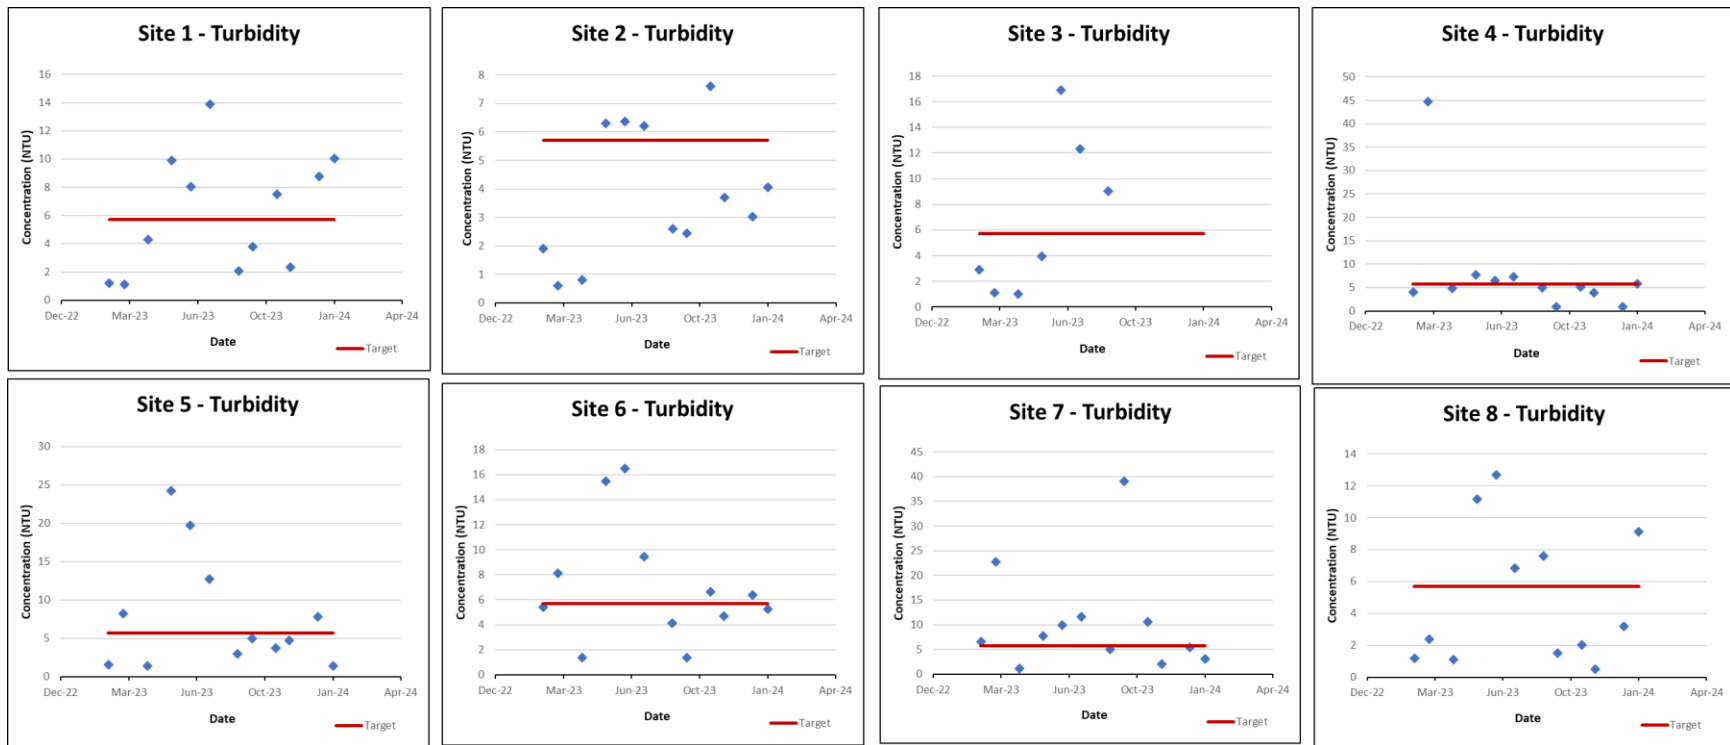 Site 1 - Turbidity
Concentration (NTU)
16
14
12
10
8
6
4
2
0
Dec-22 Mar-23 Jun-23 Oct-23 Jan-24 Apr-24
Date
Target
Site 2 - Turbidity
Concentration (NTU)
8
7
6
5
4
3
2
1
0
Dec-22 Mar-23 Jun-23 Oct-23 Jan-24 Apr-24
Date
Target
Site 3 - Turbidity
Concentration (NTU)
18
16
14
12
10
8
6
4
2
0
Dec-22 Mar-23 Jun-23 Oct-23 Jan-24 Apr-24
Date
Target
Site 4 - Turbidity
Concentration (NTU)
50
45
40
35
30
25
20
15
10
5
0
Dec-22 Mar-23 Jun-23 Oct-23 Jan-24 Apr-24
Date
Target
Site 5 - Turbidity
Concentration (NTU)
30
25
20
15
10
5
0
Dec-22 Mar-23 Jun-23 Oct-23 Jan-24 Apr-24
Date
Target
Site 6 - Turbidity
Concentration (NTU)
18
16
14
12
10
8
6
4
2
0
Dec-22 Mar-23 Jun-23 Oct-23 Jan-24 Apr-24
Date
Target
Site 7 - Turbidity
Concentration (NTU)
45
40
35
30
25
20
15
10
5
0
Dec-22 Mar-23 Jun-23 Oct-23 Jan-24 Apr-24
Date
Target
Site 8 - Turbidity
Concentration (NTU)
14
12
10
8
6
4
2
0
Dec-22 Mar-23 Jun-23 Oct-23 Jan-24 Apr-24
Date
Target